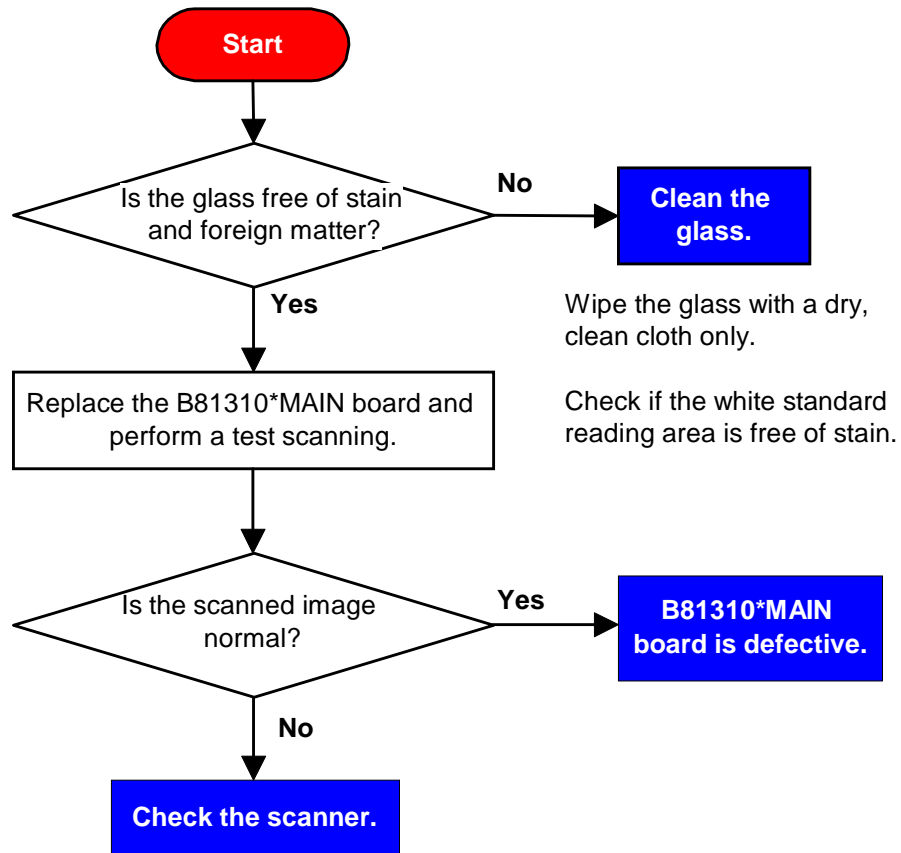 Start
Is the glass free of stain
and foreign matter?
No
Clean the
glass.
Yes
Wipe the glass with a dry,
clean cloth only.
Replace the B81310*MAIN board and
perform a test scanning.
Check if the white standard
reading area is free of stain.
Is the scanned image
normal?
Yes
B81310*MAIN
board is defective.
No
Check the scanner.